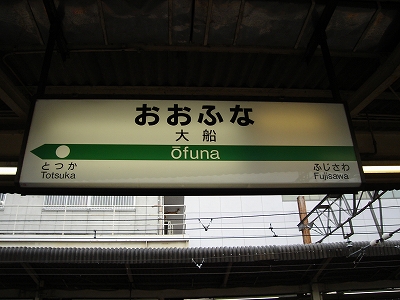 おおふな
大船
Ōfuna
とつか
Totsuka
ふじさわ
Fujisawa